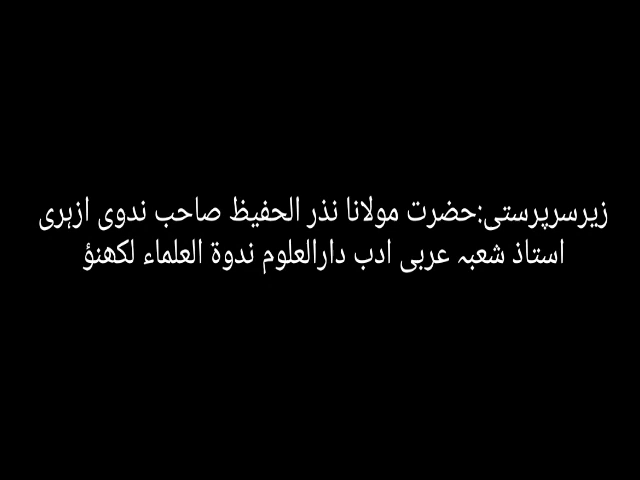 زیرسرپرستی:حضرت مولانا نذر الحفیظ صاحب ندوی ازہری
استاذ شعبہ عربی ادب دارالعلوم ندوۃ العلماء لکھنؤ